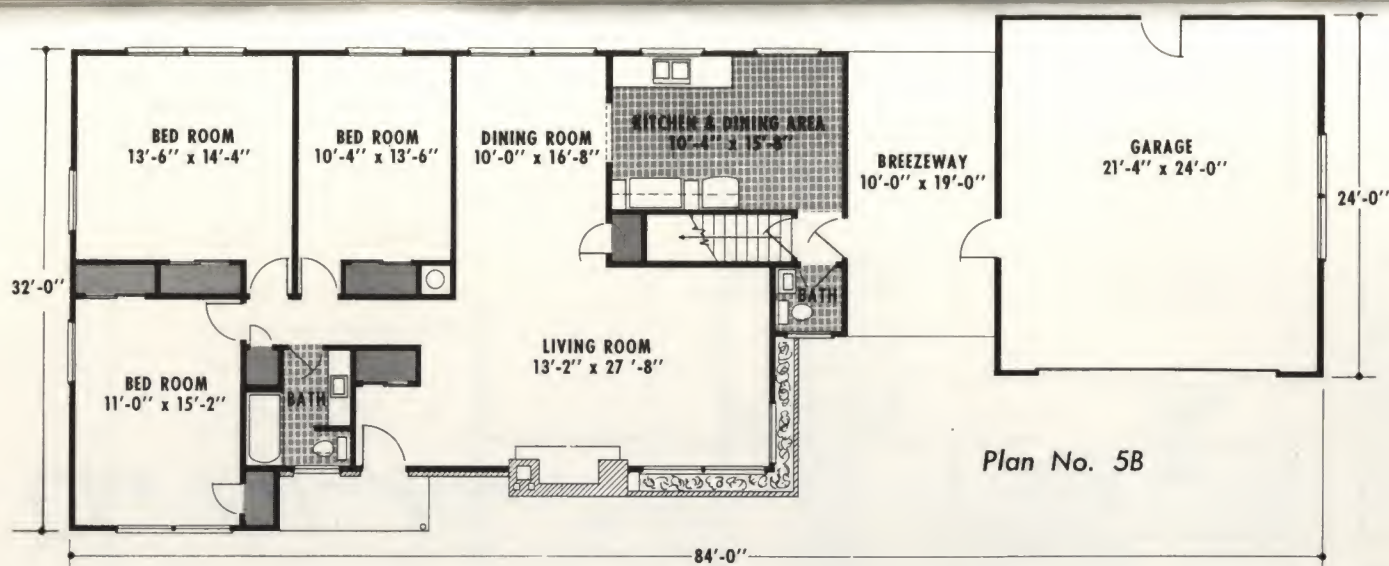 BED ROOM
13'-6" x 14'-4"
BED ROOM
10'-4" x 13'-6"
DINING ROOM
10'-0" x 16'-8"
KITCHEN & DINING AREA
10'-4" x 15'-8"
BREEZEWAY
10'-0" x 19'-0"
GARAGE
21'-4" x 24'-0"
24'-0"
32'-0"
BATH
LIVING ROOM
13'-2" x 27'-8"
BED ROOM
11'-0" x 15'-2"
BATH
Plan No. 5B
84'-0"